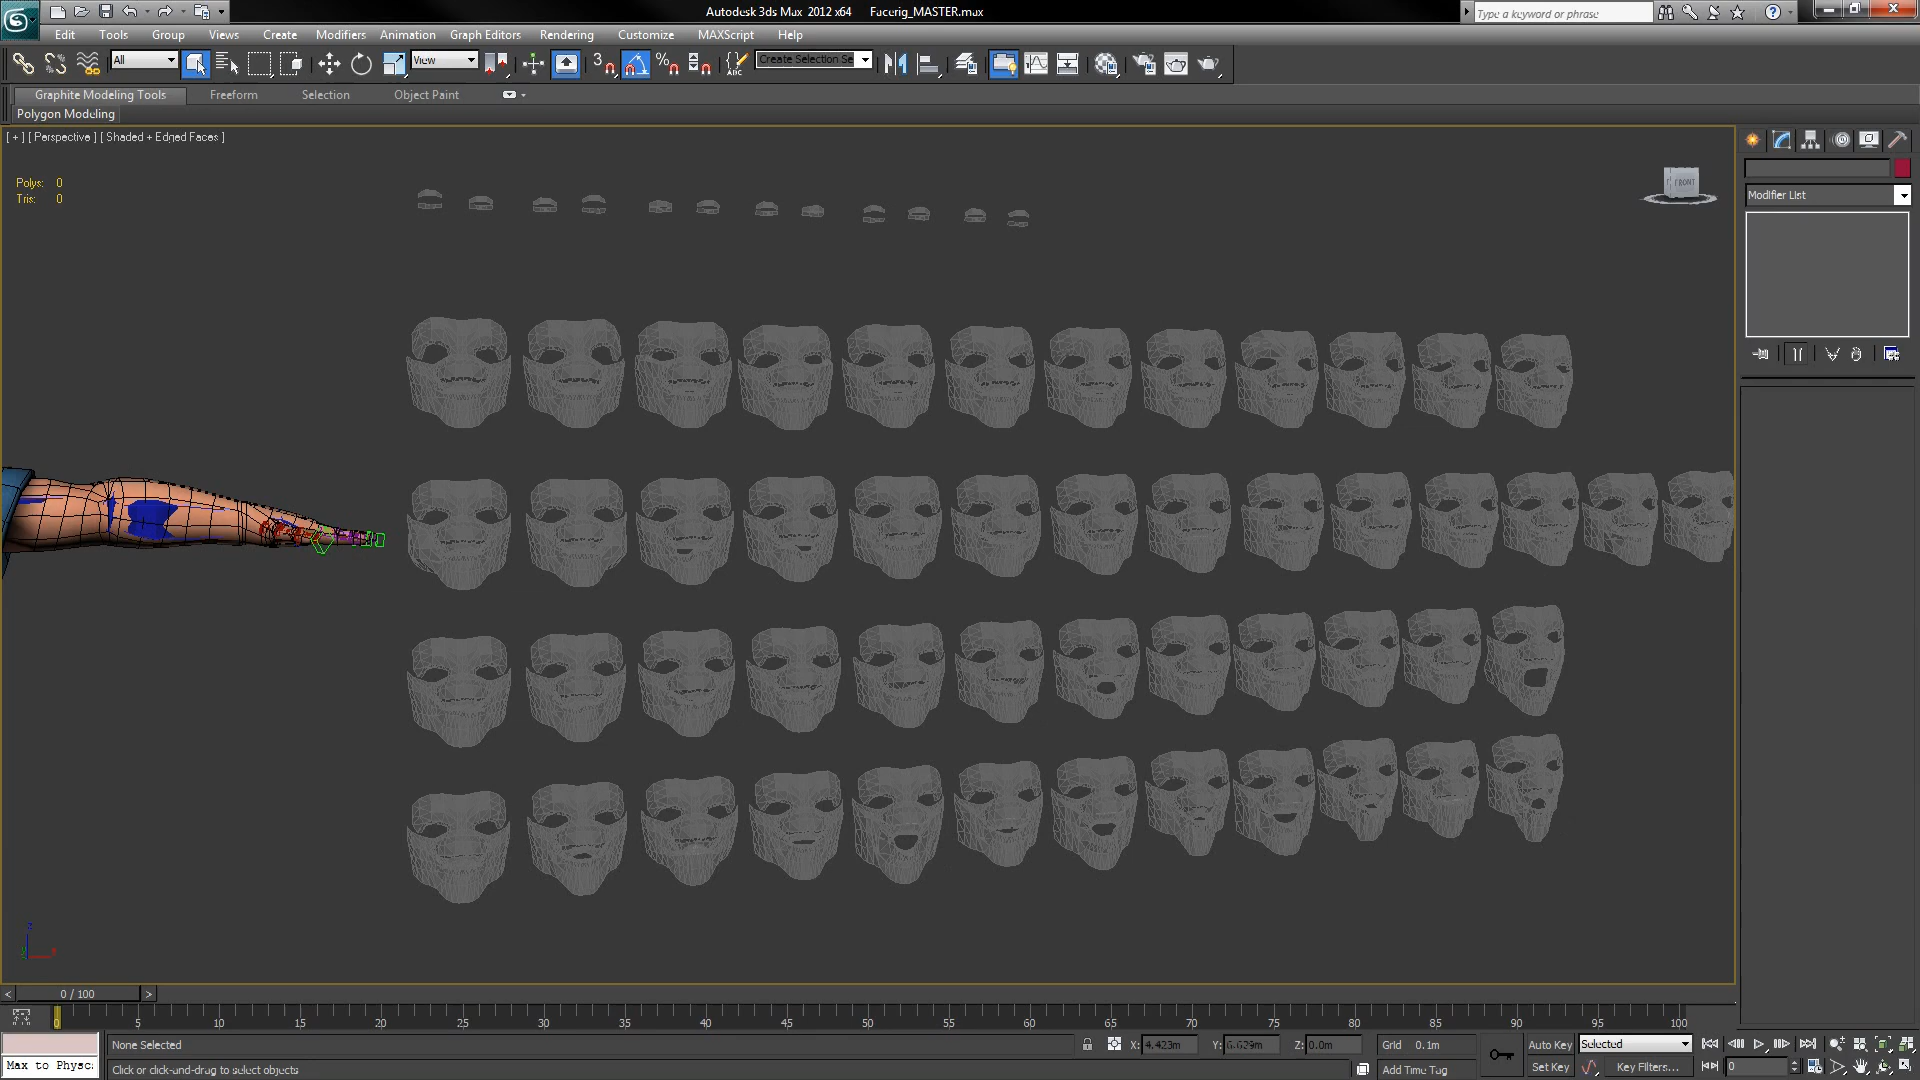 Autodesk 3ds Max 2012 x64 Facerig_MASTER.max
Type a keyword or phrase
Edit Tools Group Views Create Modifiers Animation Graph Editors Rendering Customize MAXScript Help
All View 3 Create Selection Se
Graphite Modeling Tools Freeform Selection Object Paint
Polygon Modeling
[ + ] [ Perspective ] [ Shaded + Edged Faces ]
Polys: 0
Tris: 0
FRONT
Modifier List
0 / 100
0 5 10 15 20 25 30 35 40 45 50 55 60 65 70 75 80 85 90 95 100
None Selected X: 4.423m Y: 6.629m Z: 0.0m Grid 0.1m Auto Key Selected
Max to Physc: Click or click-and-drag to select objects Add Time Tag Set Key Key Filters... 0